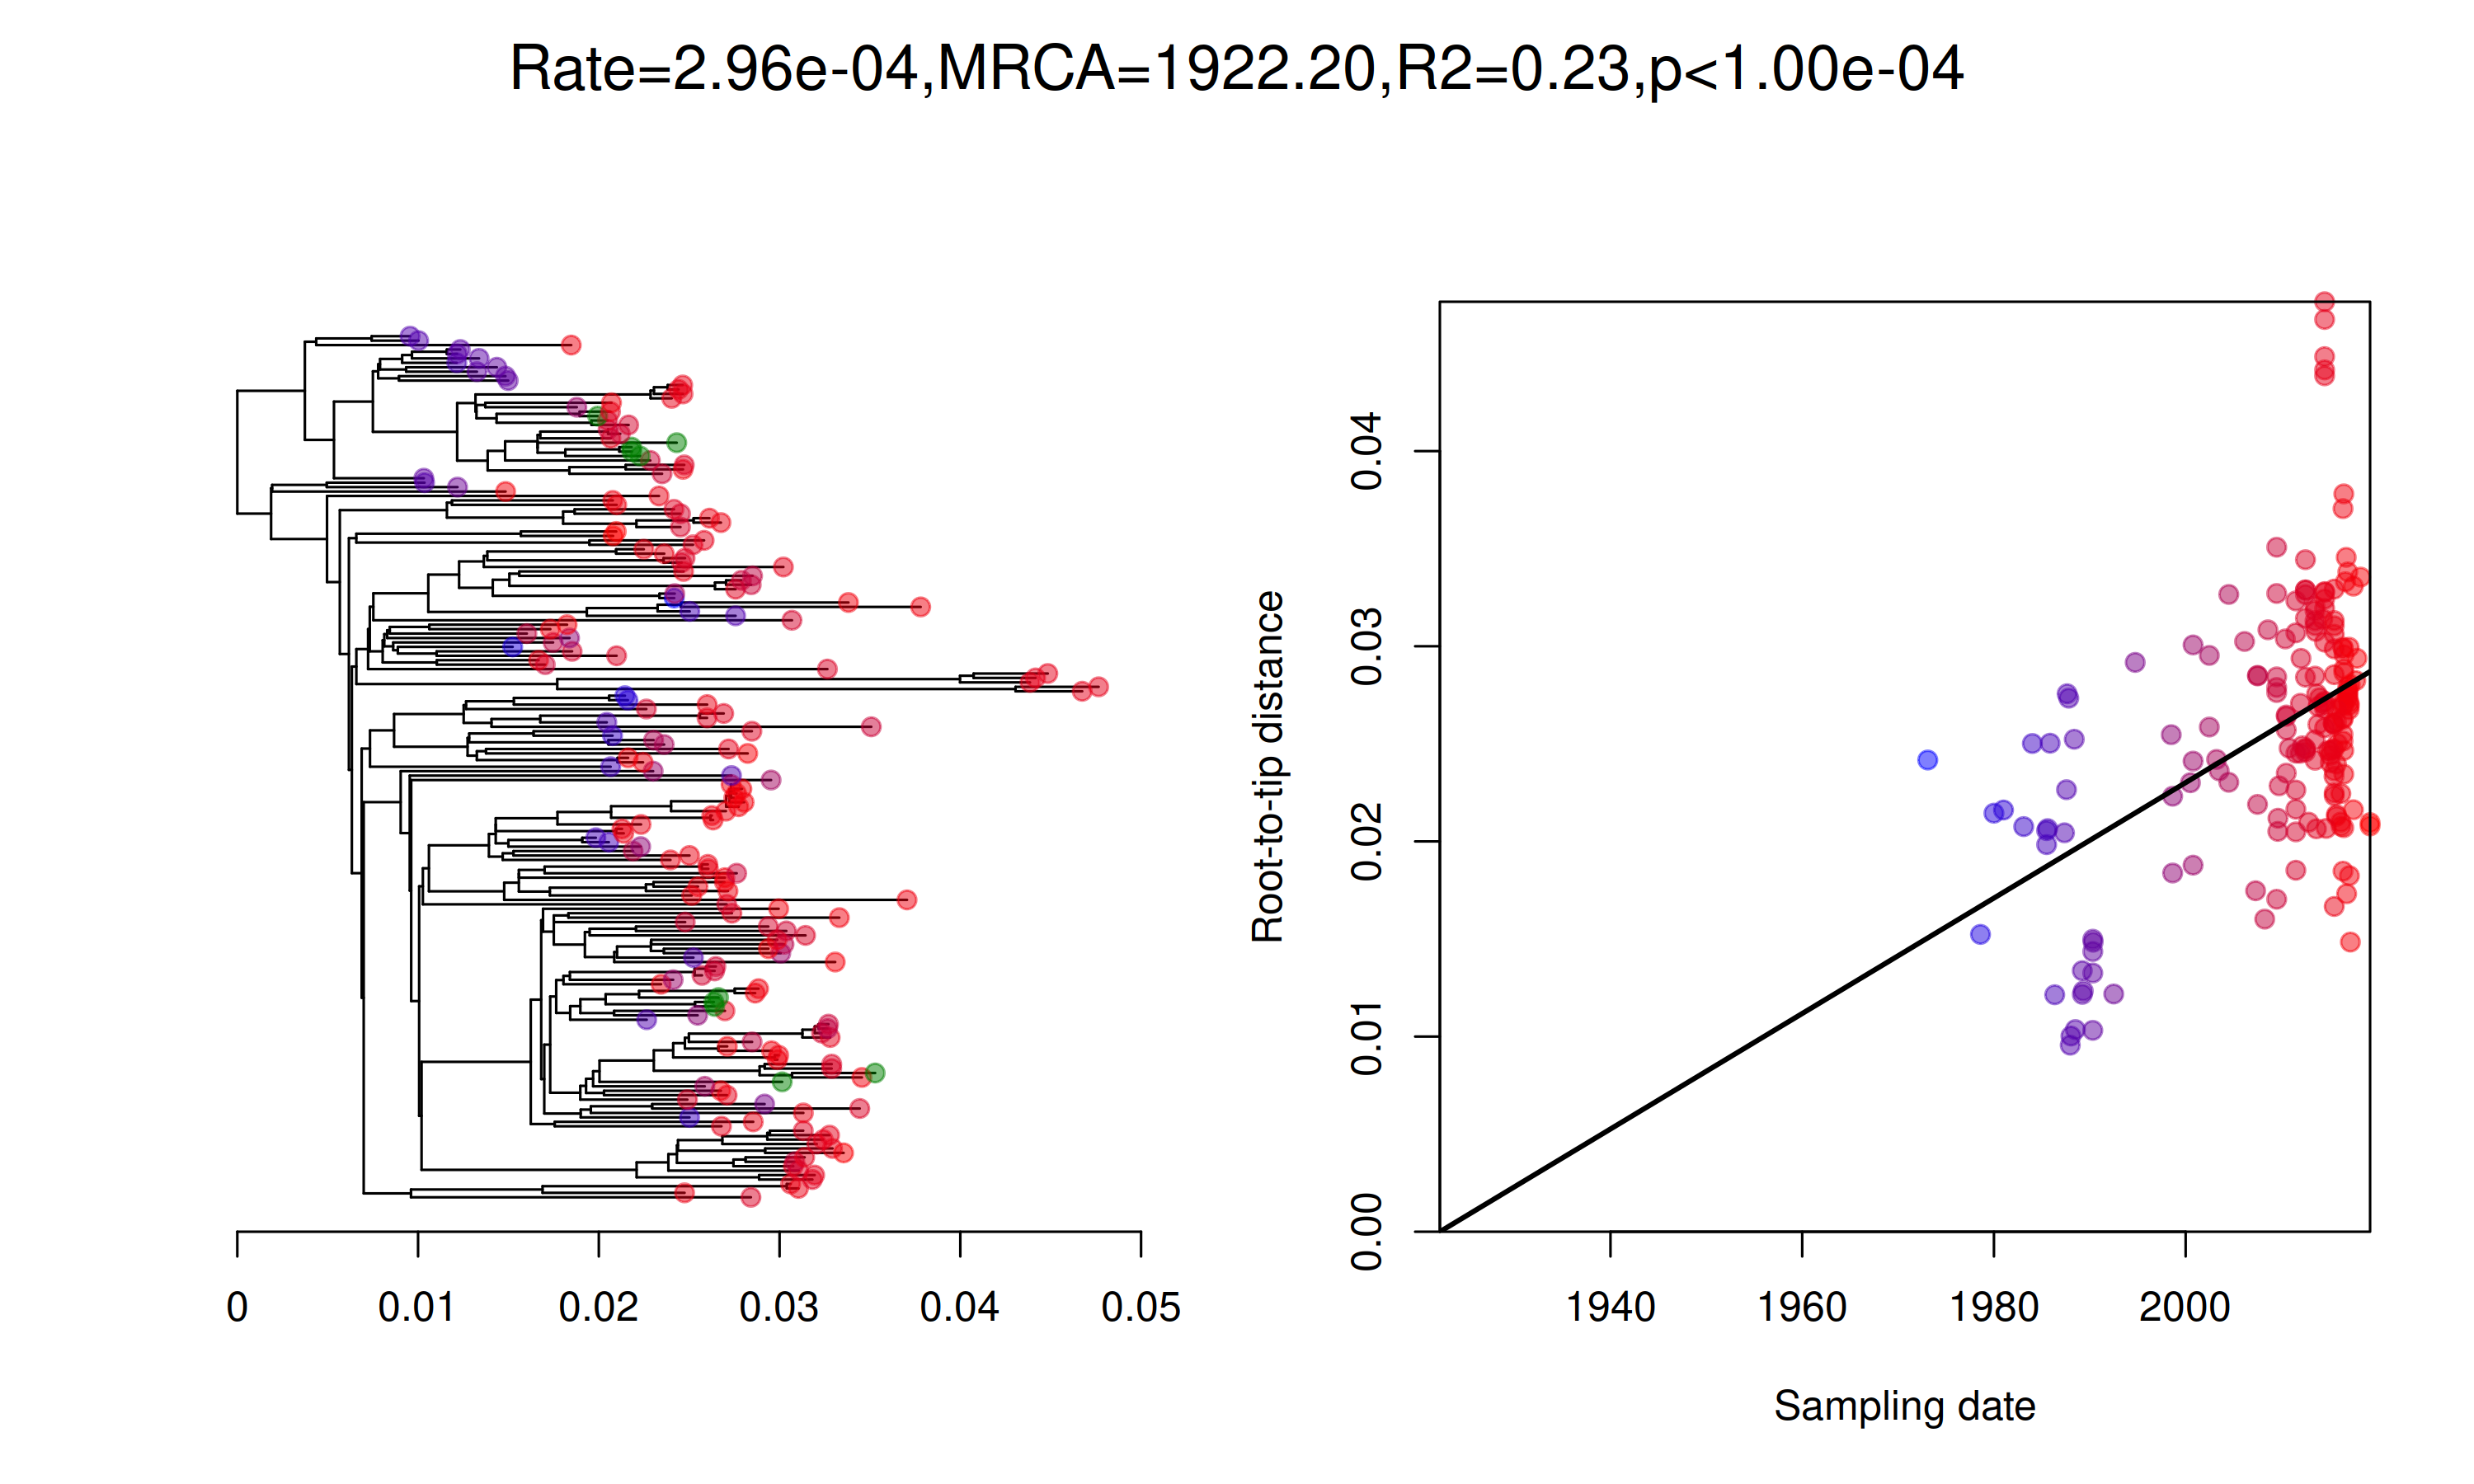 Rate=2.96e-04,MRCA=1922.20,R2=0.23,p<1.00e-04
0 0.01 0.02 0.03 0.04 0.05
Root-to-tip distance
0.00 0.01 0.02 0.03 0.04
1940 1960 1980 2000
Sampling date